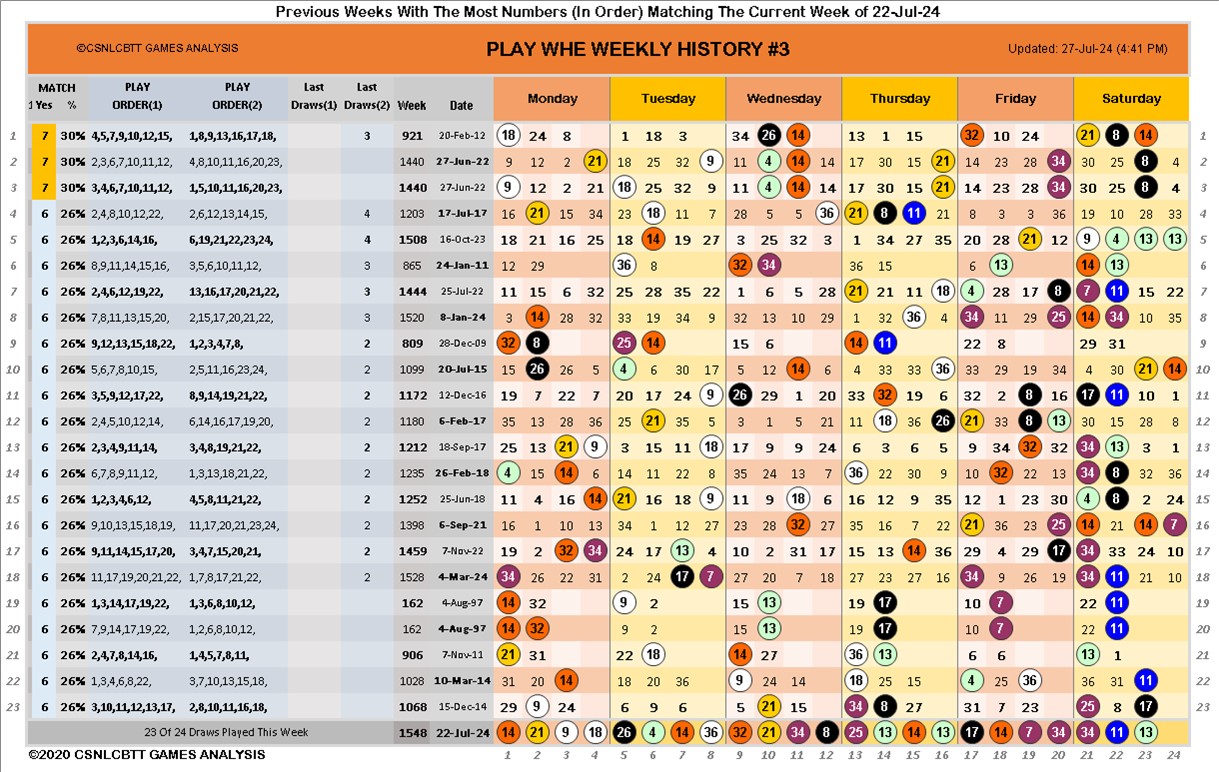 Previous Weeks With The Most Numbers (In Order) Matching The Current Week of 22-Jul-24
©CSNLCBTT GAMES ANALYSIS PLAY WHE WEEKLY HISTORY #3 Updated: 27-Jul-24 (4:41 PM)
MATCH PLAY PLAY Last Last
1 Yes % ORDER(1) ORDER(2) Draws(1) Draws(2) Week Date Monday Tuesday Wednesday Thursday Friday Saturday
1 7 30% 4,5,7,9,10,12,15, 1,8,9,13,16,17,18, 3 921 20-Feb-12 18 24 8 1 18 3 34 26 14 13 1 15 32 10 24 21 8 14 1
2 7 30% 2,3,6,7,10,11,12, 4,8,10,11,16,20,23, 1440 27-Jun-22 9 12 2 21 18 25 32 9 11 4 14 14 17 30 15 21 14 23 28 34 30 25 8 4 2
3 7 30% 3,4,6,7,10,11,12, 1,5,10,11,16,20,23, 1440 27-Jun-22 9 12 2 21 18 25 32 9 11 4 14 14 17 30 15 21 14 23 28 34 30 25 8 4 3
4 6 26% 2,4,8,10,12,22, 2,6,12,13,14,15, 4 1203 17-Jul-17 16 21 15 34 23 18 11 7 28 5 5 36 21 8 11 21 8 3 3 36 19 10 28 33 4
5 6 26% 1,2,3,6,14,16, 6,19,21,22,23,24, 4 1508 16-Oct-23 18 21 16 25 18 14 19 27 3 25 32 3 1 34 27 35 20 28 21 12 9 4 13 13 5
6 6 26% 8,9,11,14,15,16, 3,5,6,10,11,12, 3 865 24-Jan-11 12 29 36 8 32 34 36 15 6 13 14 13 6
7 6 26% 2,4,6,12,19,22, 13,16,17,20,21,22, 3 1444 25-Jul-22 11 15 6 32 25 28 35 22 1 6 5 28 21 21 11 18 4 28 17 8 7 11 15 22 7
8 6 26% 7,8,11,13,15,20, 2,15,17,20,21,22, 2 1520 8-Jan-24 3 14 28 32 33 19 34 9 32 13 10 29 1 32 36 4 34 11 29 25 14 34 10 35 8
9 6 26% 9,12,13,15,18,22, 1,2,3,4,7,8, 2 809 28-Dec-09 32 8 25 14 15 6 14 11 22 8 29 31 9
10 6 26% 5,6,7,8,10,15, 2,5,11,16,23,24, 2 1099 20-Jul-15 15 26 26 5 4 6 30 17 5 12 14 6 4 33 33 36 33 29 19 34 4 30 21 14 10
11 6 26% 3,5,9,12,17,22, 8,9,14,19,21,22, 2 1172 12-Dec-16 19 7 22 7 20 17 24 9 26 29 1 20 33 32 19 6 32 2 8 16 17 11 10 1 11
12 6 26% 2,4,5,10,12,14, 6,14,16,17,19,20, 2 1180 6-Feb-17 35 13 28 36 25 21 35 5 3 1 5 21 11 18 36 26 21 33 8 13 30 15 28 8 12
13 6 26% 2,3,4,9,11,14, 3,4,8,19,21,22, 2 1212 18-Sep-17 25 13 21 9 3 15 11 18 17 9 9 24 6 3 6 5 9 34 32 32 34 13 3 1 13
14 6 26% 6,7,8,9,11,12, 1,3,13,18,21,22, 2 1235 26-Feb-18 4 15 14 6 14 11 22 8 35 24 13 7 36 22 30 9 10 32 22 14 34 8 32 36 14
15 6 26% 1,2,3,4,6,12, 4,5,8,11,21,22, 2 1252 25-Jun-18 11 4 16 14 21 16 18 9 11 9 18 6 16 12 9 35 12 1 23 30 4 8 2 24 15
16 6 26% 9,10,13,15,18,19, 11,17,20,21,23,24, 2 1398 6-Sep-21 16 1 10 13 34 1 12 27 23 28 32 27 35 16 7 22 21 36 23 25 14 21 14 7 16
17 6 26% 9,11,14,15,17,20, 3,4,7,15,20,21, 2 1459 7-Nov-22 19 2 32 34 24 17 13 4 10 2 31 17 15 13 14 36 29 4 29 17 34 33 24 10 17
18 6 26% 11,17,19,20,21,22, 1,7,8,17,21,22, 2 1528 4-Mar-24 34 26 22 31 2 24 17 7 27 20 7 18 27 23 27 16 34 9 26 19 34 11 21 10 18
19 6 26% 1,3,14,17,19,22, 1,3,6,8,10,12, 162 4-Aug-97 14 32 9 2 15 13 19 17 10 7 22 11 19
20 6 26% 7,9,14,17,19,22, 1,2,6,8,10,12, 162 4-Aug-97 14 32 9 2 15 13 19 17 10 7 22 11 20
21 6 26% 2,4,7,8,14,16, 1,4,5,7,8,11, 906 7-Nov-11 21 31 22 18 14 27 36 13 6 6 13 1 21
22 6 26% 1,3,4,6,8,22, 3,7,10,13,15,18, 1028 10-Mar-14 31 20 14 18 20 36 9 24 14 18 25 15 4 25 36 36 31 11 22
23 6 26% 3,10,11,12,13,17, 2,8,10,11,16,18, 1068 15-Dec-14 29 9 24 6 9 6 5 21 15 34 8 27 31 7 23 25 8 17 23
23 Of 24 Draws Played This Week 1548 22-Jul-24 14 21 9 18 26 4 14 36 32 21 34 8 25 13 14 13 17 14 7 34 34 11 13
©2020 CSNLCBTT GAMES ANALYSIS 1 2 3 4 5 6 7 8 9 10 11 12 13 14 15 16 17 18 19 20 21 22 23 24